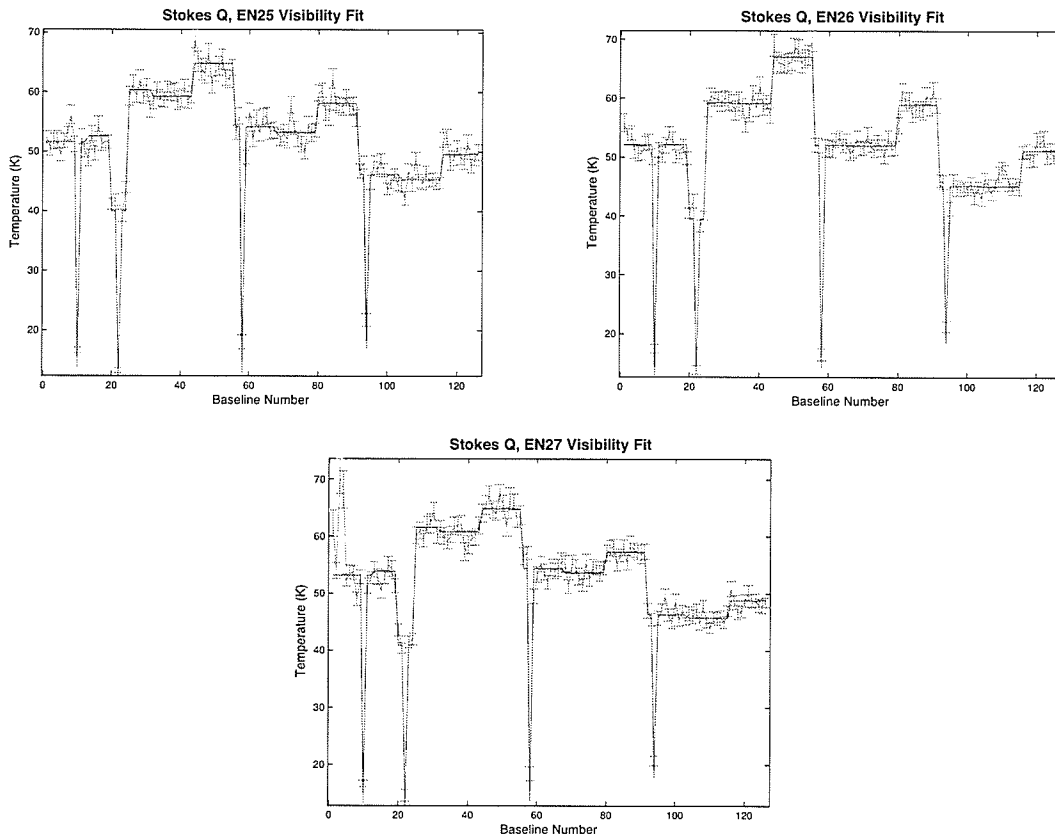 Stokes Q, EN25 Visibility Fit
70
60
50
40
30
20
Temperature (K)
0 20 40 60 80 100 120
Baseline Number
Stokes Q, EN26 Visibility Fit
70
60
50
40
30
20
Temperature (K)
0 20 40 60 80 100 120
Baseline Number
Stokes Q, EN27 Visibility Fit
70
60
50
40
30
20
Temperature (K)
0 20 40 60 80 100 120
Baseline Number